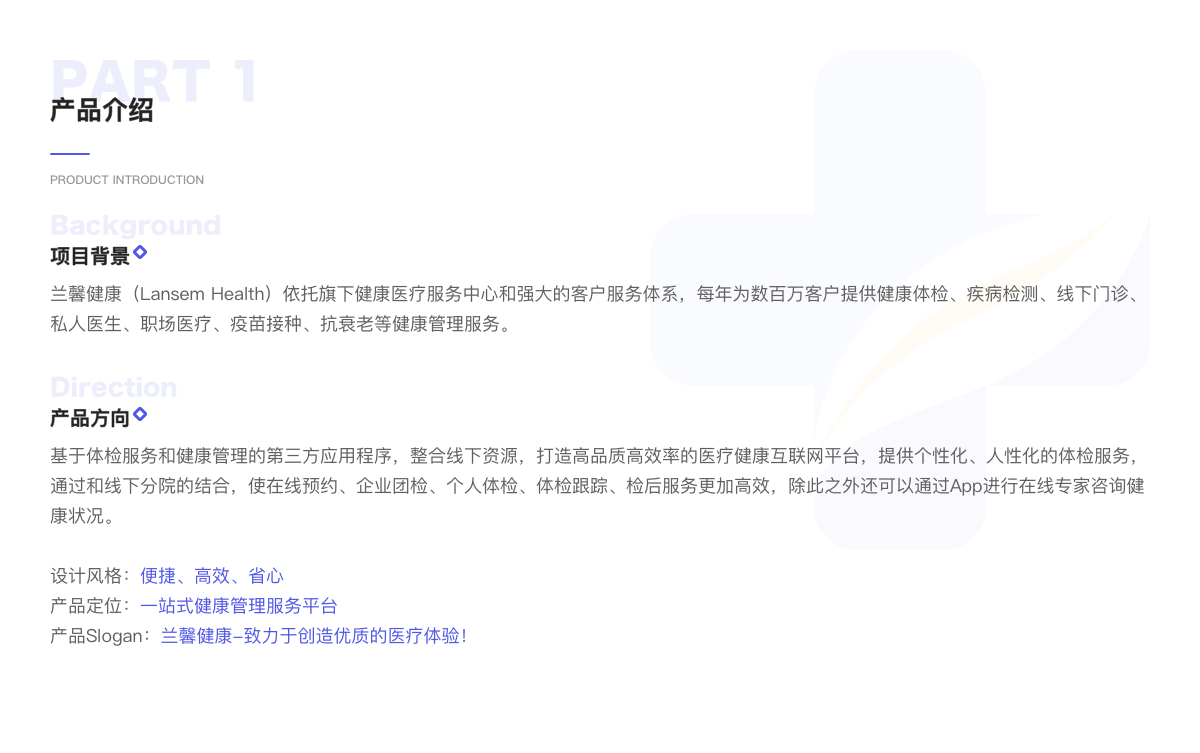 PART 1
产品介绍
PRODUCT INTRODUCTION
Background
项目背景
兰馨健康（Lansem Health）依托旗下健康医疗服务中心和强大的客户服务体系，每年为数百万客户提供健康体检、疾病检测、线下门诊、
私人医生、职场医疗、疫苗接种、抗衰老等健康管理服务。
Direction
产品方向
基于体检服务和健康管理的第三方应用程序，整合线下资源，打造高品质高效率的医疗健康互联网平台，提供个性化、人性化的体检服务，
通过和线下分院的结合，使在线预约、企业团检、个人体检、体检跟踪、检后服务更加高效，除此之外还可以通过App进行在线专家咨询健
康状况。
设计风格：便捷、高效、省心
产品定位：一站式健康管理服务平台
产品Slogan：兰馨健康–致力于创造优质的医疗体验！